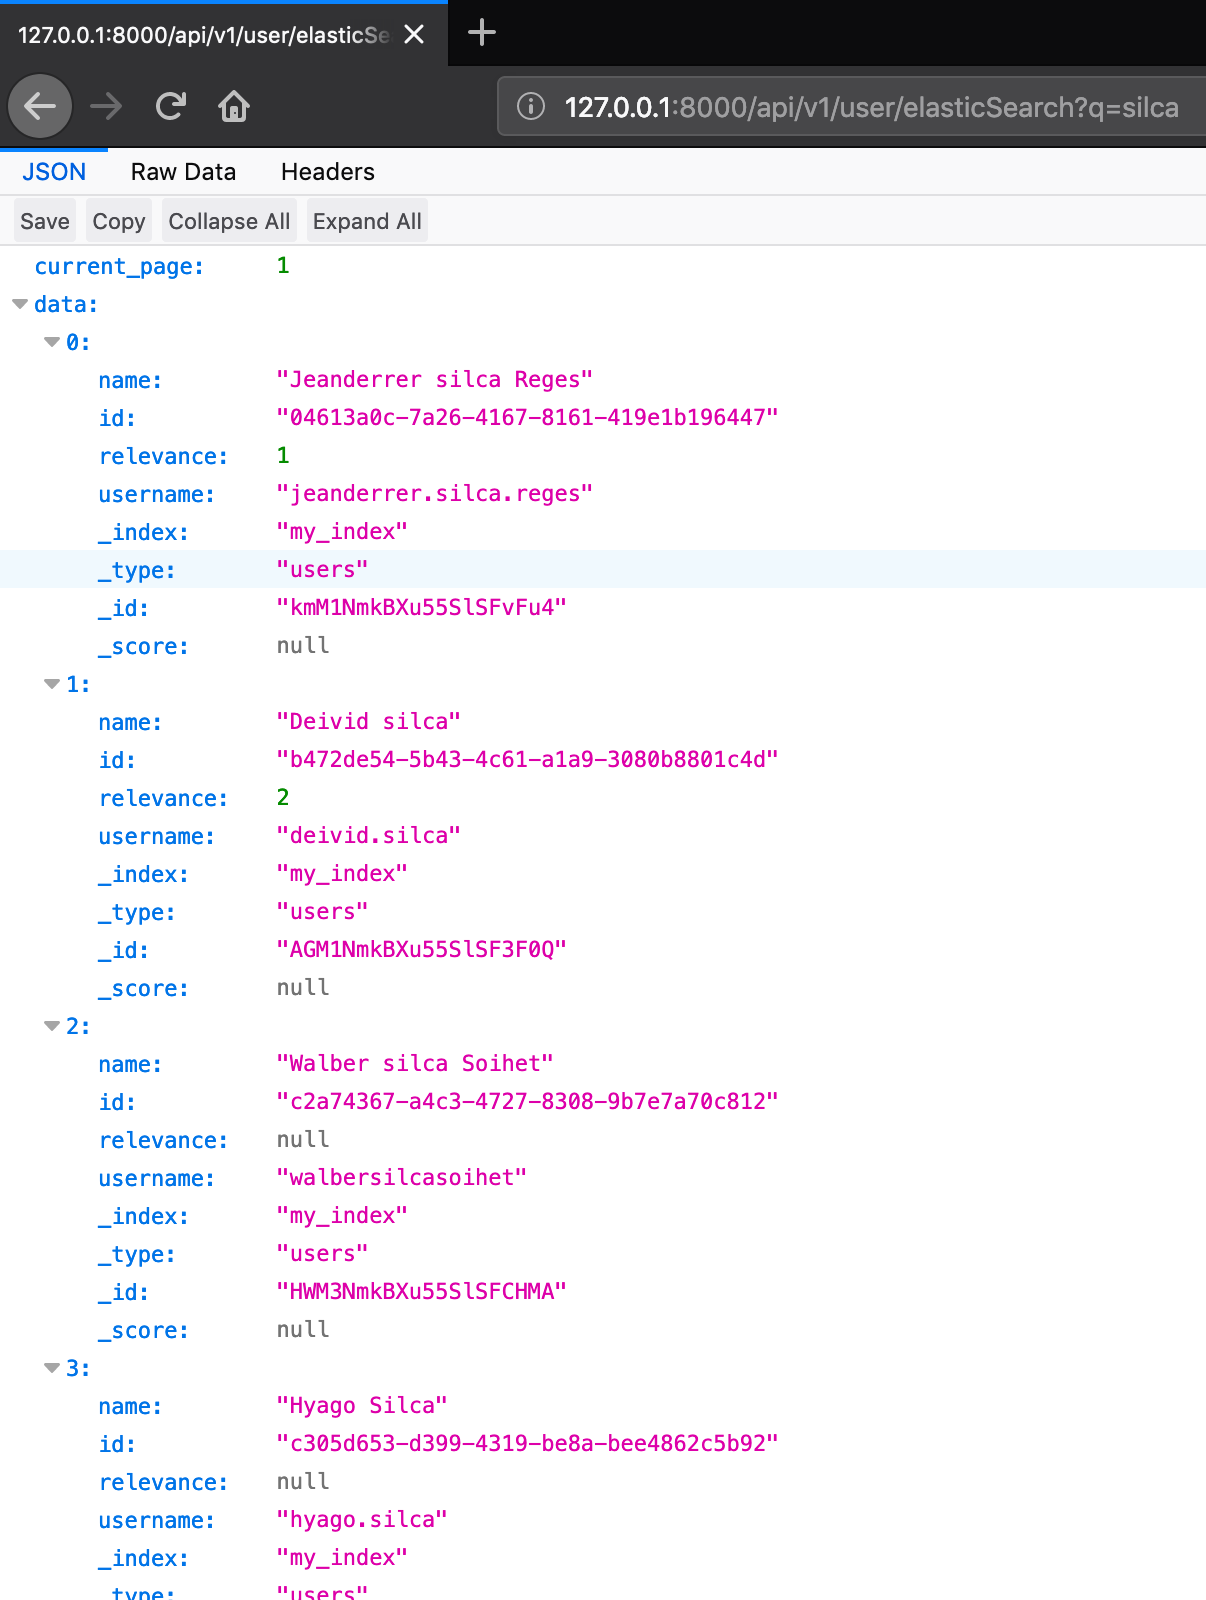 127.0.0.1:8000/api/v1/user/elasticSe
127.0.0.1:8000/api/v1/user/elasticSearch?q=silca
JSON Raw Data Headers
Save Copy Collapse All Expand All
current_page: 1
data:
0:
name: "Jeanderrer silca Reges"
id: "04613a0c-7a26-4167-8161-419e1b196447"
relevance: 1
username: "jeanderrer.silca.reges"
_index: "my_index"
_type: "users"
_id: "kmM1NmkBXu55SlSFvFu4"
_score: null
1:
name: "Deivid silca"
id: "b472de54-5b43-4c61-a1a9-3080b8801c4d"
relevance: 2
username: "deivid.silca"
_index: "my_index"
_type: "users"
_id: "AGM1NmkBXu55SlSF3F0Q"
_score: null
2:
name: "Walber silca Soihet"
id: "c2a74367-a4c3-4727-8308-9b7e7a70c812"
relevance: null
username: "walbersilcasoihet"
_index: "my_index"
_type: "users"
_id: "HWM3NmkBXu55SlSFCHMA"
_score: null
3:
name: "Hyago Silca"
id: "c305d653-d399-4319-be8a-bee4862c5b92"
relevance: null
username: "hyago.silca"
_index: "my_index"
_type: "users"